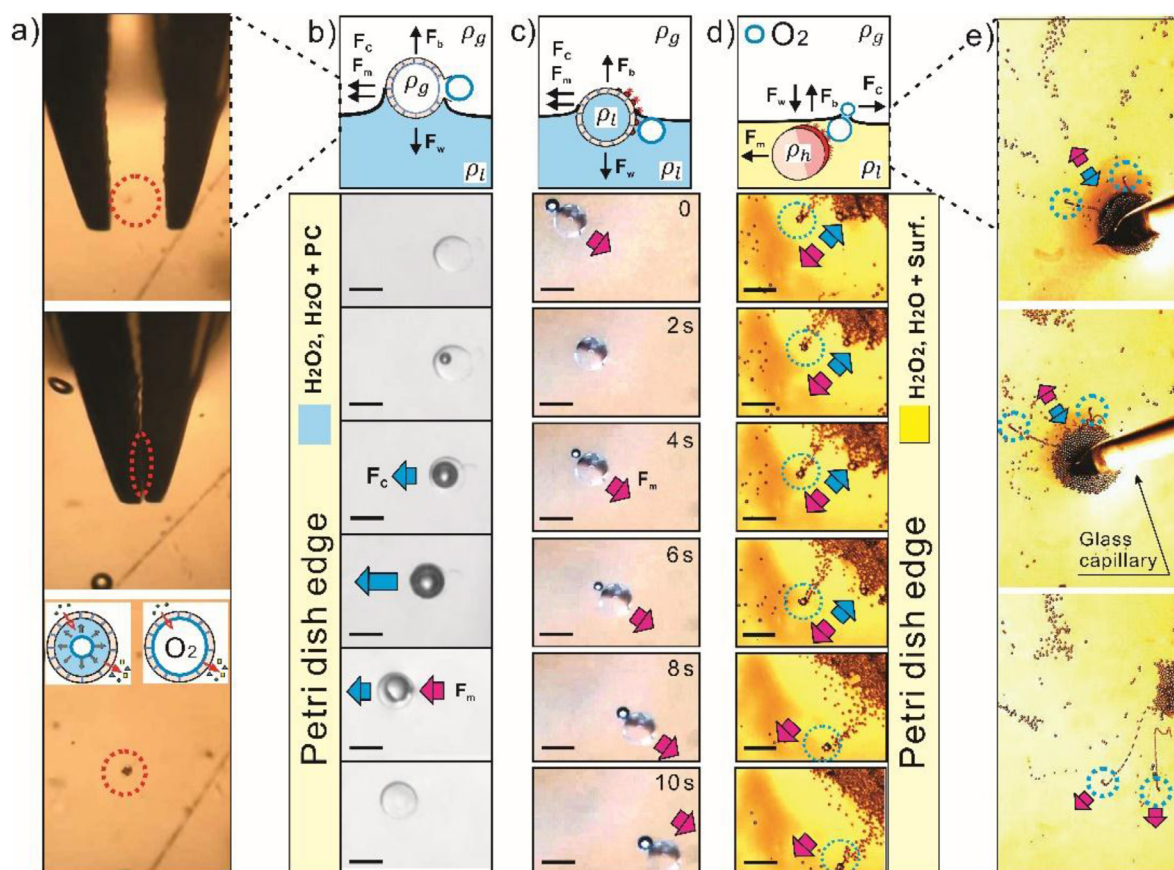 a)
b)
F_c
F_m
F_b
ρ_g
ρ_g
F_w
ρ_l
c)
F_c
F_m
F_b
ρ_g
ρ_l
F_w
ρ_l
d)
O₂
ρ_g
F_w
F_b
F_c
F_m
ρ_h
ρ_l
e)
Petri dish edge
H₂O₂, H₂O + PC
F_c
F_m
0
2 s
4 s
F_m
6 s
8 s
10 s
H₂O₂, H₂O + Surf.
Petri dish edge
O₂
Glass
capillary